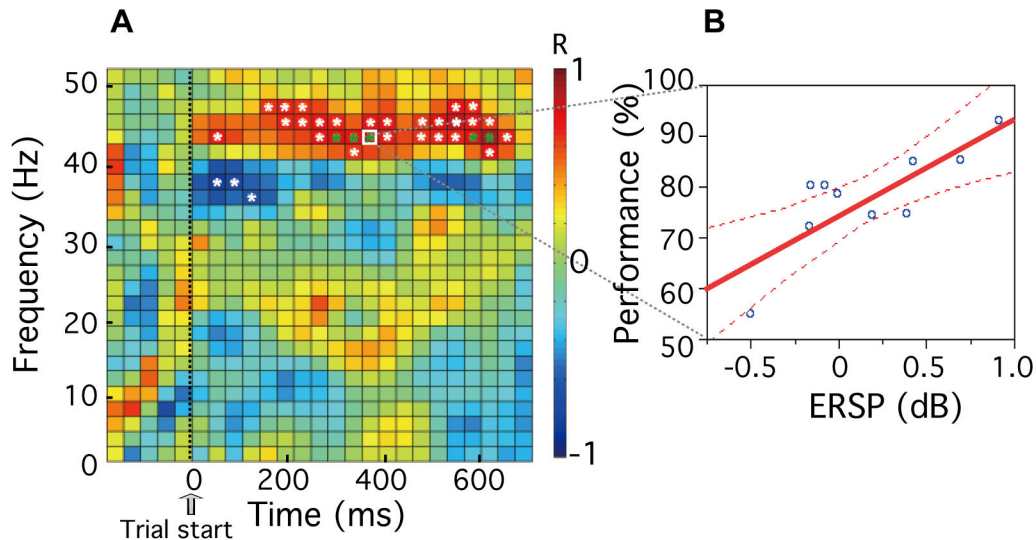 A
B
R
Frequency (Hz)
50
40
30
20
10
0
0
200
400
600
Time (ms)
Trial start
1
0
-1
Performance (%)
100
90
80
70
60
50
-0.5
0
0.5
1.0
ERSP (dB)